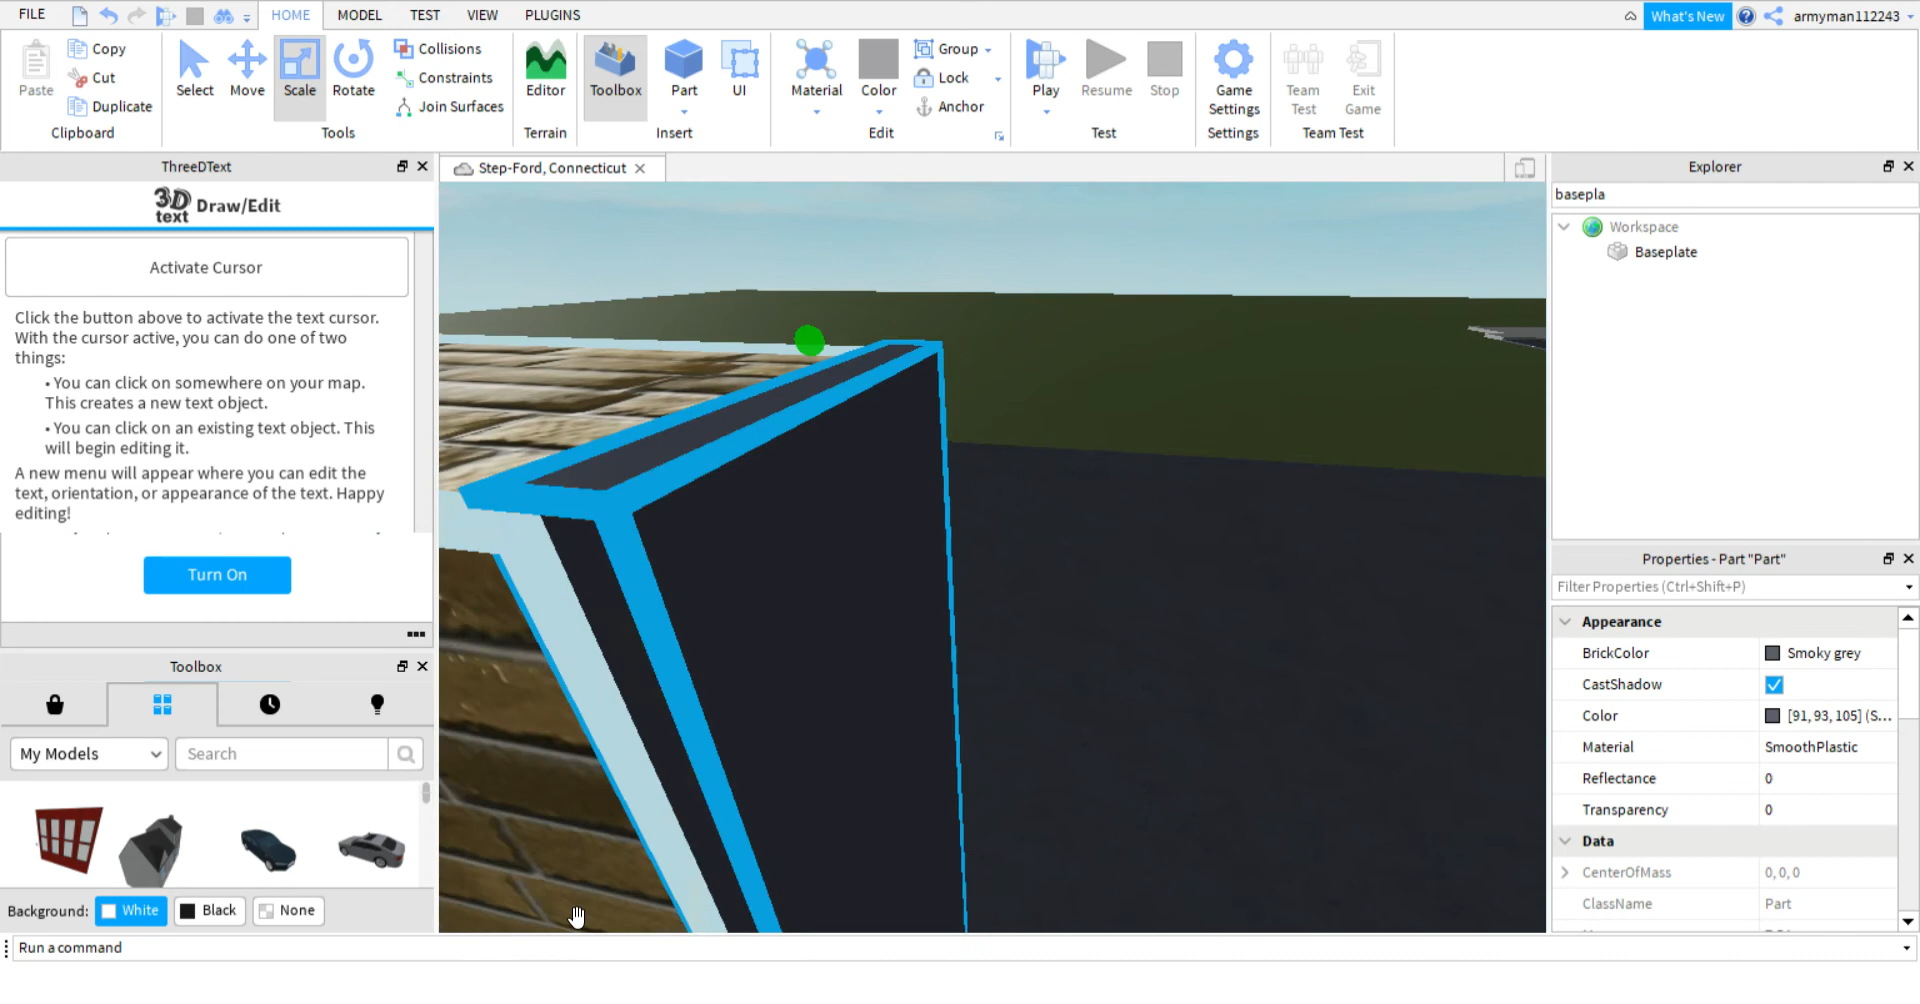 FILE
HOME
MODEL
TEST
VIEW
PLUGINS
What's New
armyman112243
Paste
Copy
Cut
Duplicate
Clipboard
Select
Move
Scale
Rotate
Collisions
Constraints
Join Surfaces
Tools
Editor
Terrain
Toolbox
Part
UI
Insert
Material
Color
Group
Lock
Anchor
Edit
Play
Resume
Stop
Test
Game
Settings
Settings
Team
Test
Exit
Game
Team Test
ThreeDText
3D
text
Draw/Edit
Activate Cursor
Click the button above to activate the text cursor.
With the cursor active, you can do one of two
things:
• You can click on somewhere on your map.
This creates a new text object.
• You can click on an existing text object. This
will begin editing it.
A new menu will appear where you can edit the
text, orientation, or appearance of the text. Happy
editing!
Turn On
Toolbox
My Models
Search
Background:
White
Black
None
Run a command
Step-Ford, Connecticut
Explorer
basepla
Workspace
Baseplate
Properties - Part "Part"
Filter Properties (Ctrl+Shift+P)
Appearance
BrickColor Smoky grey
CastShadow
Color [91, 93, 105] (S...
Material SmoothPlastic
Reflectance 0
Transparency 0
Data
CenterOfMass 0, 0, 0
ClassName Part